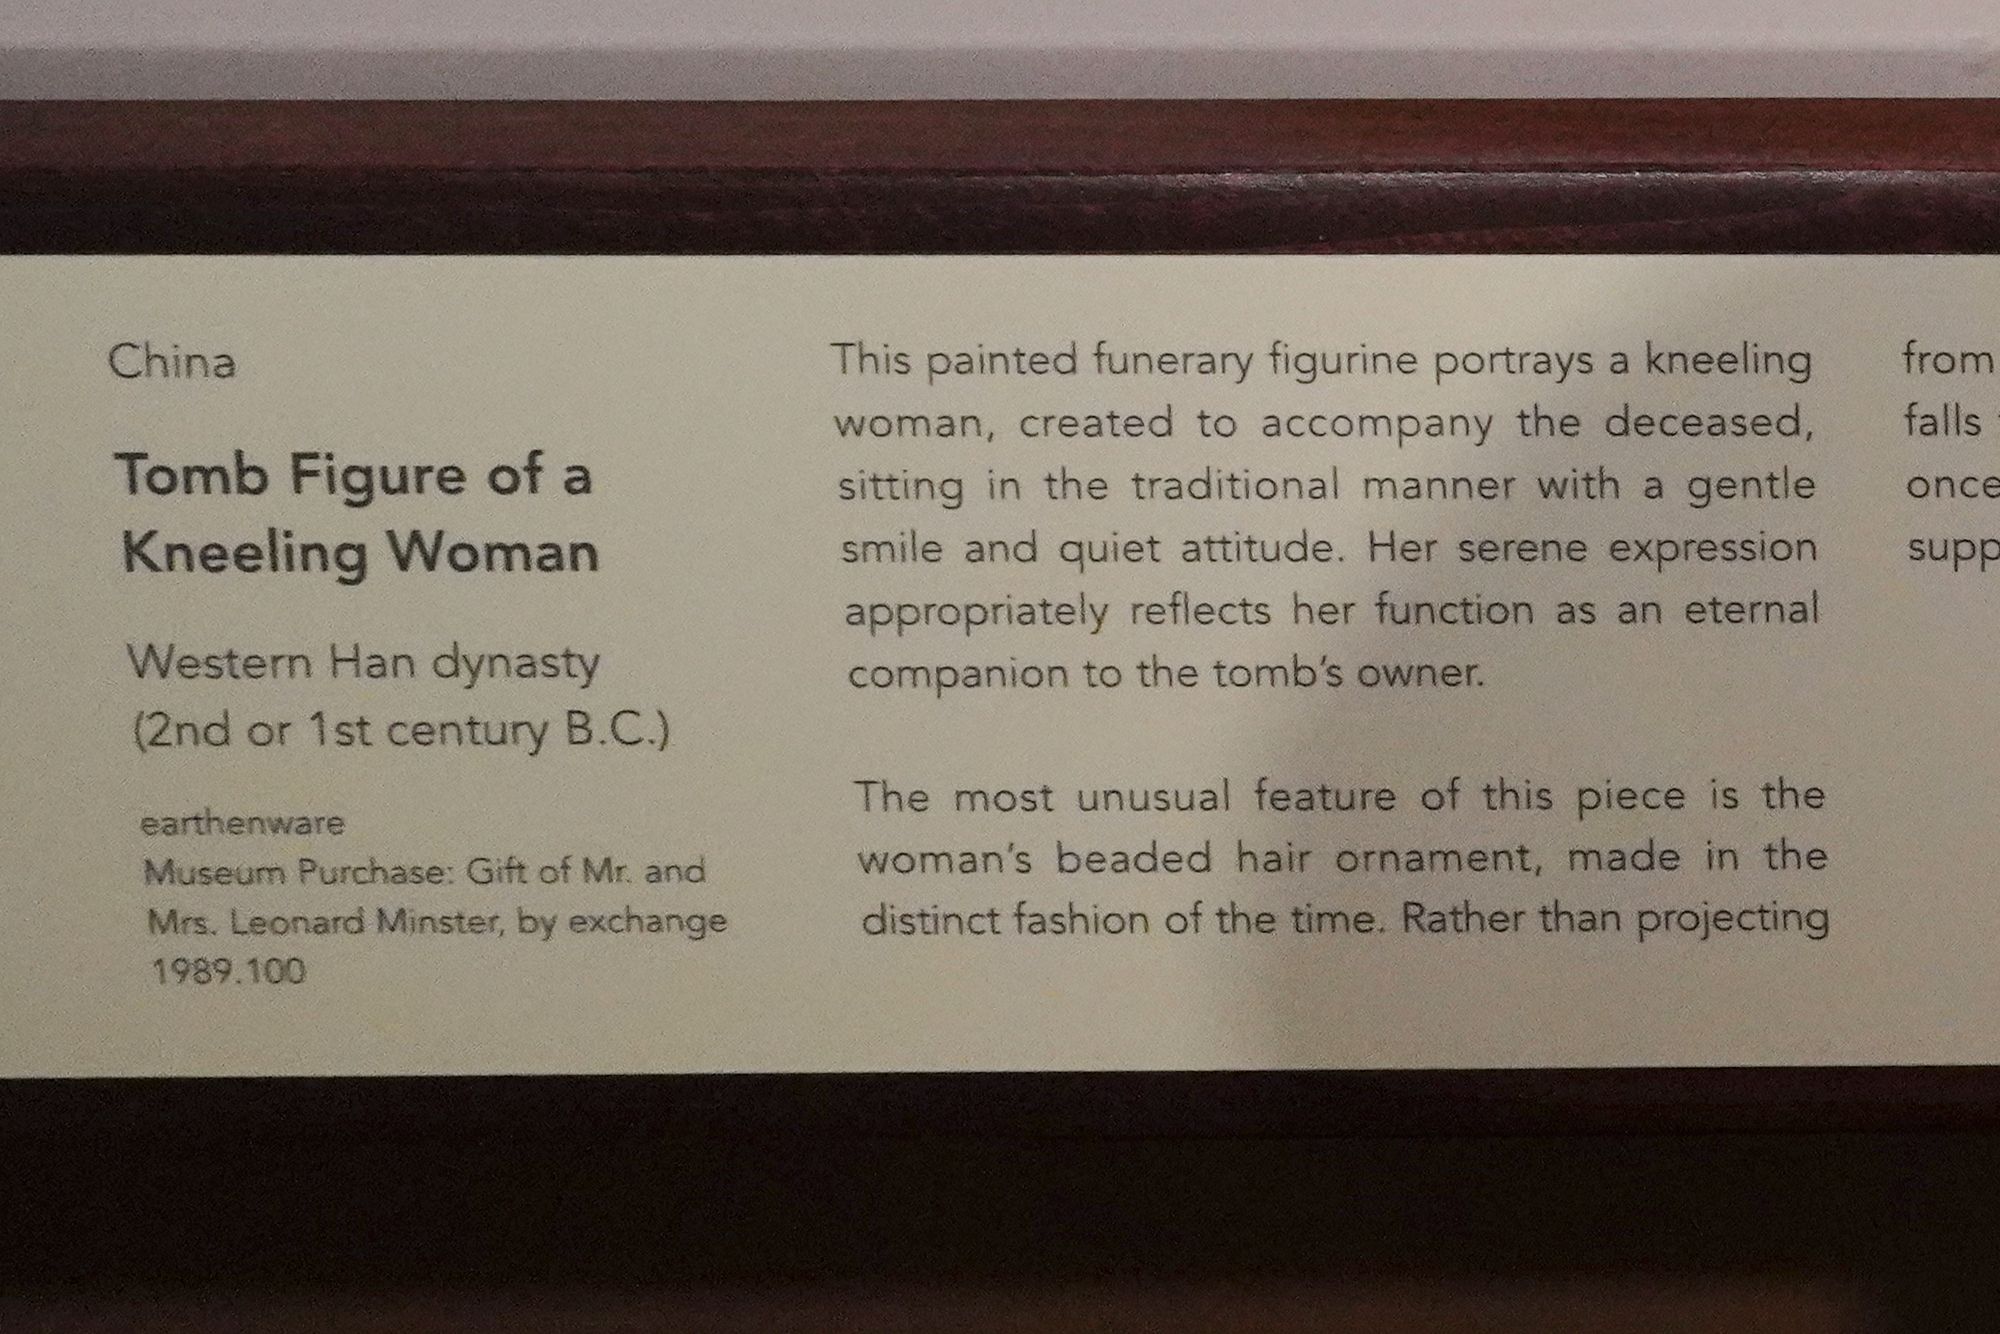 China
Tomb Figure of a
Kneeling Woman
Western Han dynasty
(2nd or 1st century B.C.)
earthenware
Museum Purchase: Gift of Mr. and
Mrs. Leonard Minster, by exchange
1989.100
This painted funerary figurine portrays a kneeling
woman, created to accompany the deceased,
sitting in the traditional manner with a gentle
smile and quiet attitude. Her serene expression
appropriately reflects her function as an eternal
companion to the tomb's owner.
The most unusual feature of this piece is the
woman's beaded hair ornament, made in the
distinct fashion of the time. Rather than projecting
from
falls
once